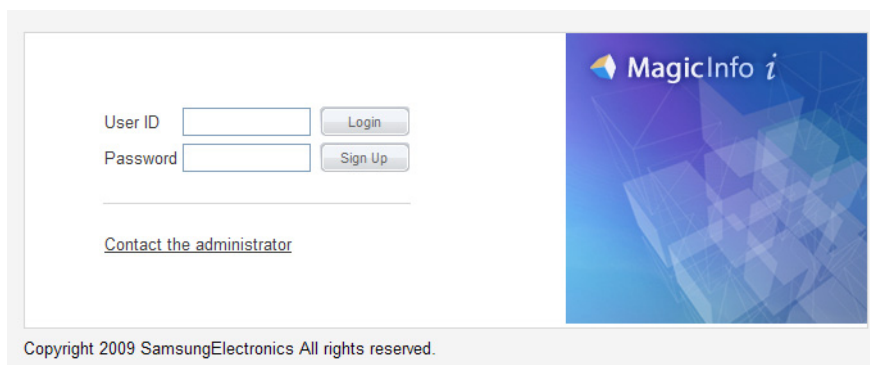 MagicInfo i
User ID
Login
Password
Sign Up
Contact the administrator
Copyright 2009 SamsungElectronics All rights reserved.